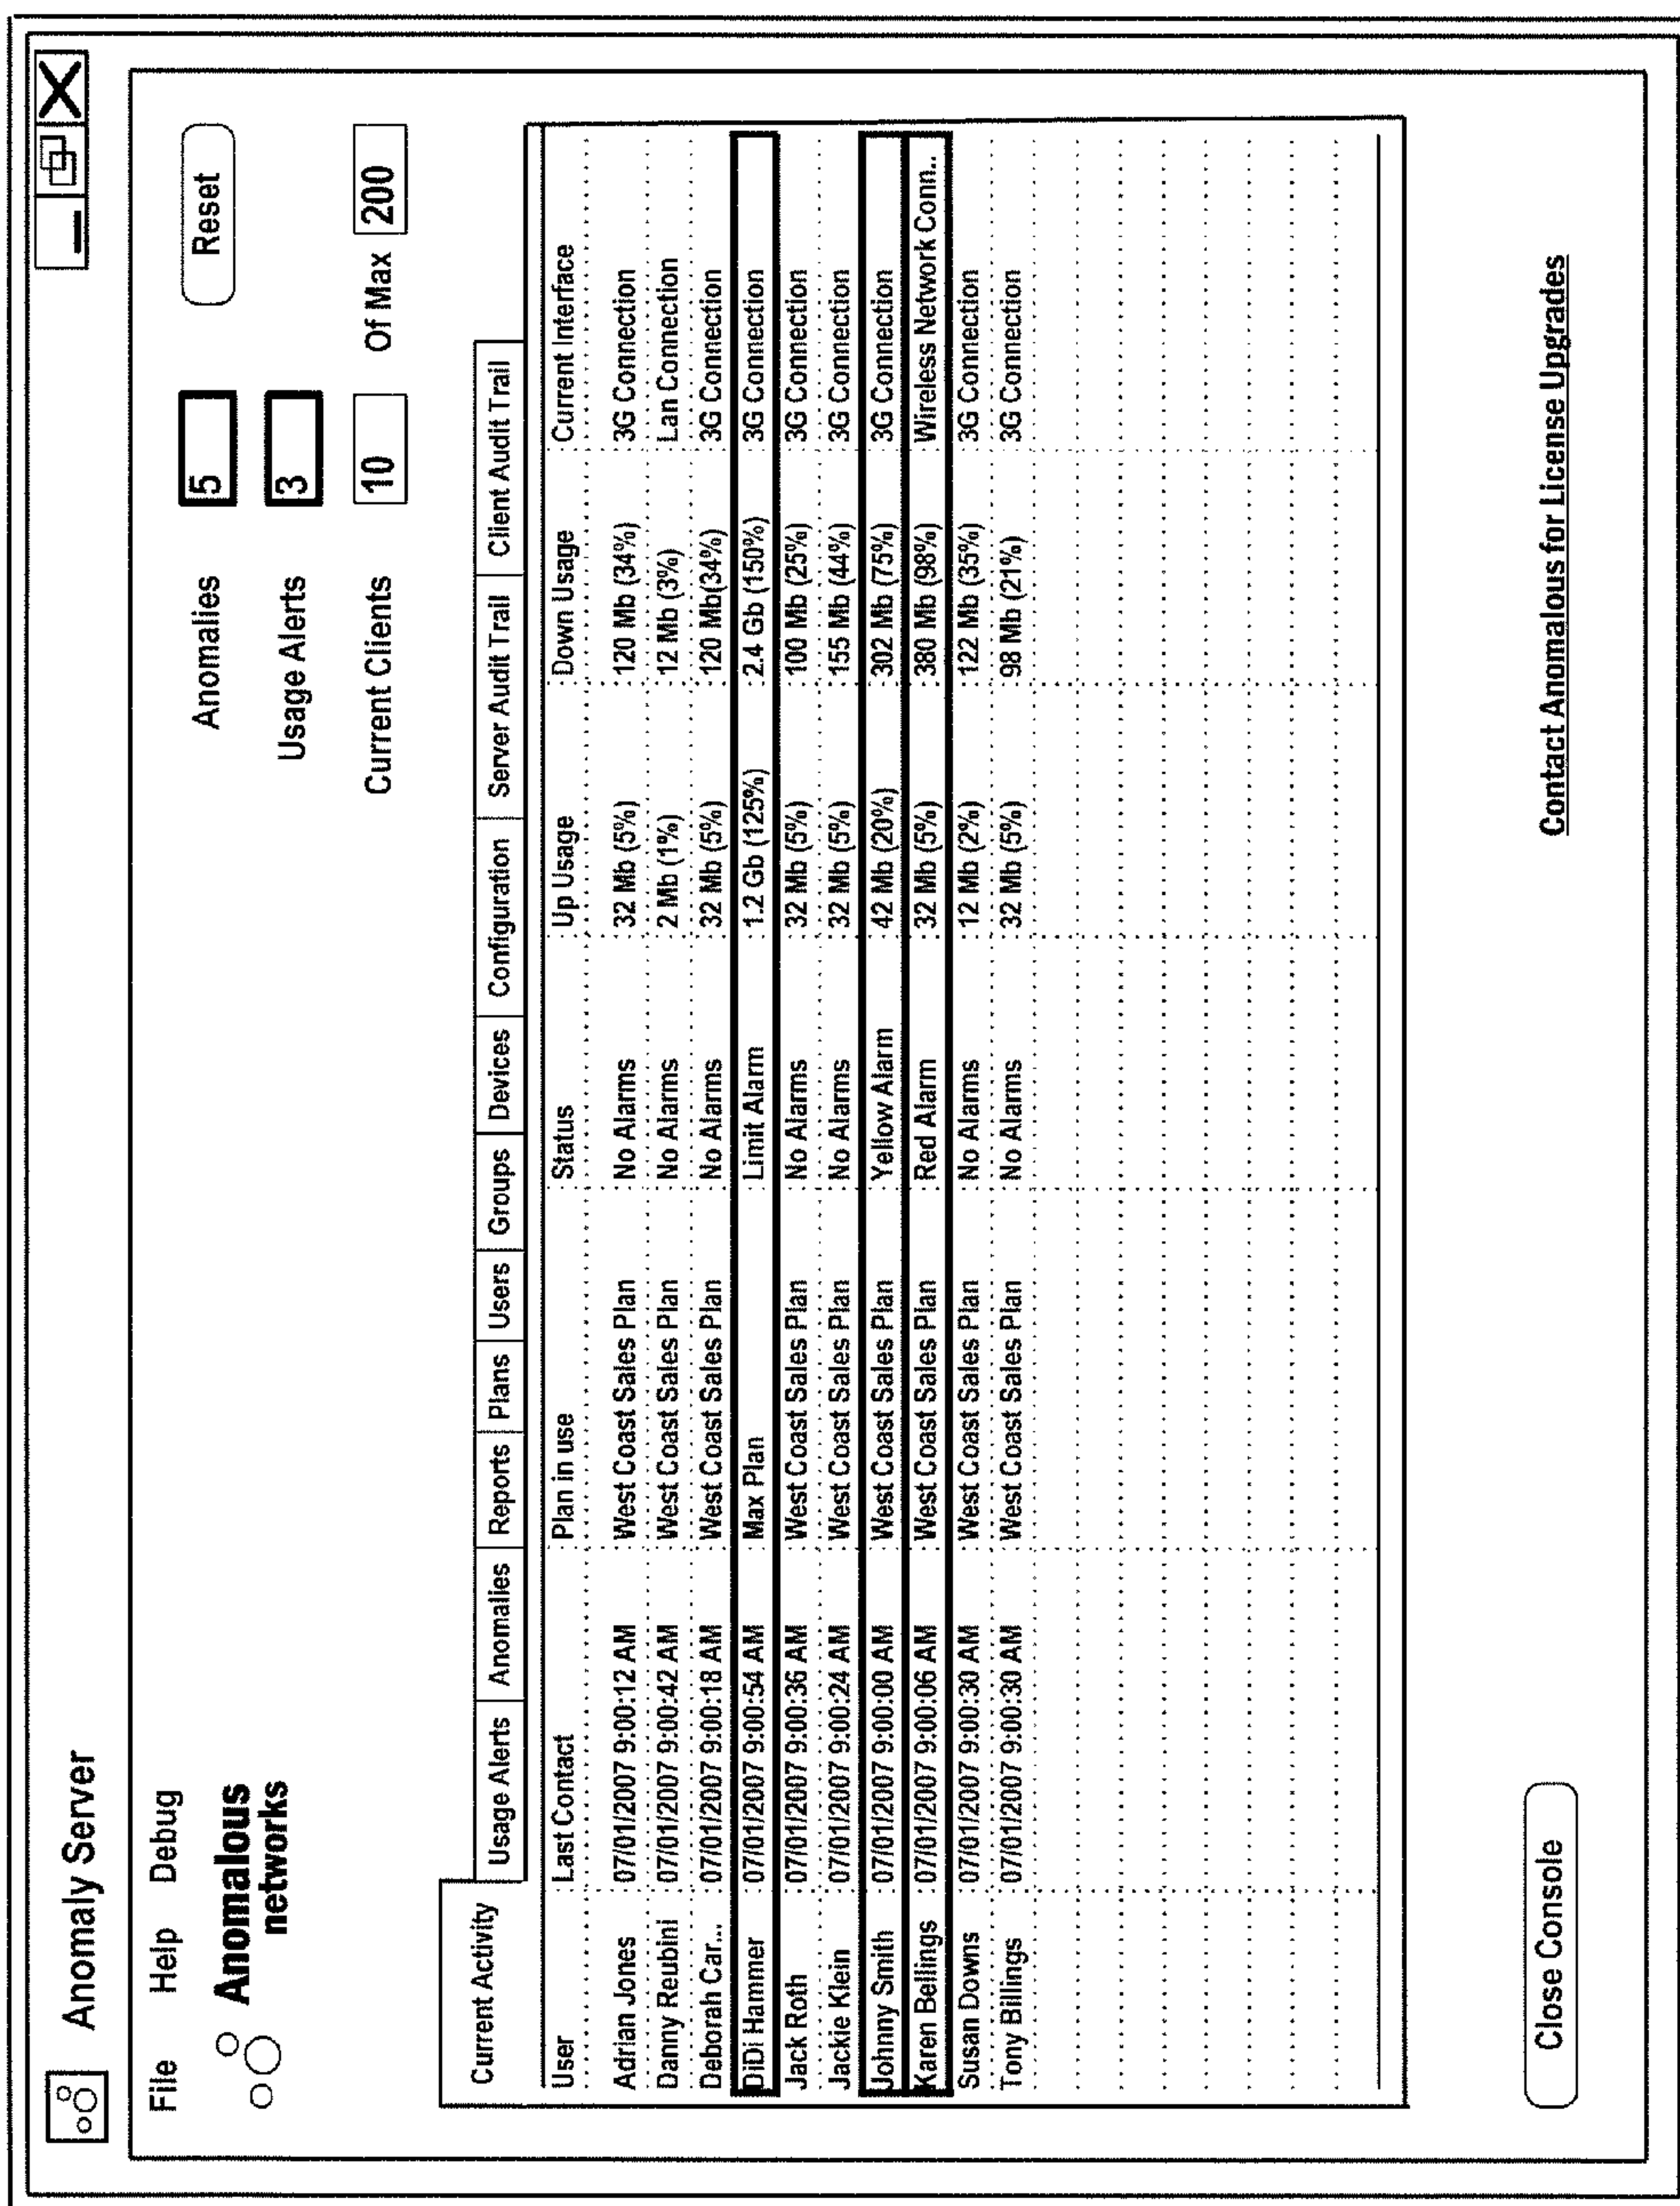 Anomaly Server
File Help Debug
Anomalous
networks
Anomalies 5 Reset
Usage Alerts 3
Current Clients 10 Of Max 200
Current Activity Usage Alerts Anomalies Reports Plans Users Groups Devices Configuration Server Audit Trail Client Audit Trail
User Last Contact Plan in use Status Up Usage Down Usage Current Interface
Adrian Jones 07/01/2007 9:00:12 AM West Coast Sales Plan No Alarms 32 Mb (5%) 120 Mb (34%) 3G Connection
Danny Reubini 07/01/2007 9:00:42 AM West Coast Sales Plan No Alarms 2 Mb (1%) 12 Mb (3%) Lan Connection
Deborah Car... 07/01/2007 9:00:18 AM West Coast Sales Plan No Alarms 32 Mb (5%) 120 Mb(34%) 3G Connection
DiDi Hammer 07/01/2007 9:00:54 AM Max Plan Limit Alarm 1.2 Gb (125%) 2.4 Gb (150%) 3G Connection
Jack Roth 07/01/2007 9:00:36 AM West Coast Sales Plan No Alarms 32 Mb (5%) 100 Mb (25%) 3G Connection
Jackie Klein 07/01/2007 9:00:24 AM West Coast Sales Plan No Alarms 32 Mb (5%) 155 Mb (44%) 3G Connection
Johnny Smith 07/01/2007 9:00:00 AM West Coast Sales Plan Yellow Alarm 42 Mb (20%) 302 Mb (75%) 3G Connection
Karen Bellings 07/01/2007 9:00:06 AM West Coast Sales Plan Red Alarm 32 Mb (5%) 380 Mb (98%) Wireless Network Conn..
Susan Downs 07/01/2007 9:00:30 AM West Coast Sales Plan No Alarms 12 Mb (2%) 122 Mb (35%) 3G Connection
Tony Billings 07/01/2007 9:00:30 AM West Coast Sales Plan No Alarms 32 Mb (5%) 98 Mb (21%) 3G Connection
Close Console Contact Anomalous for License Upgrades